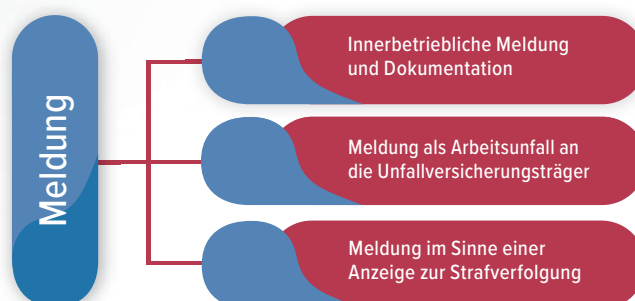 Meldung
Innerbetriebliche Meldung
und Dokumentation
Meldung als Arbeitsunfall an
die Unfallversicherungsträger
Meldung im Sinne einer
Anzeige zur Strafverfolgung